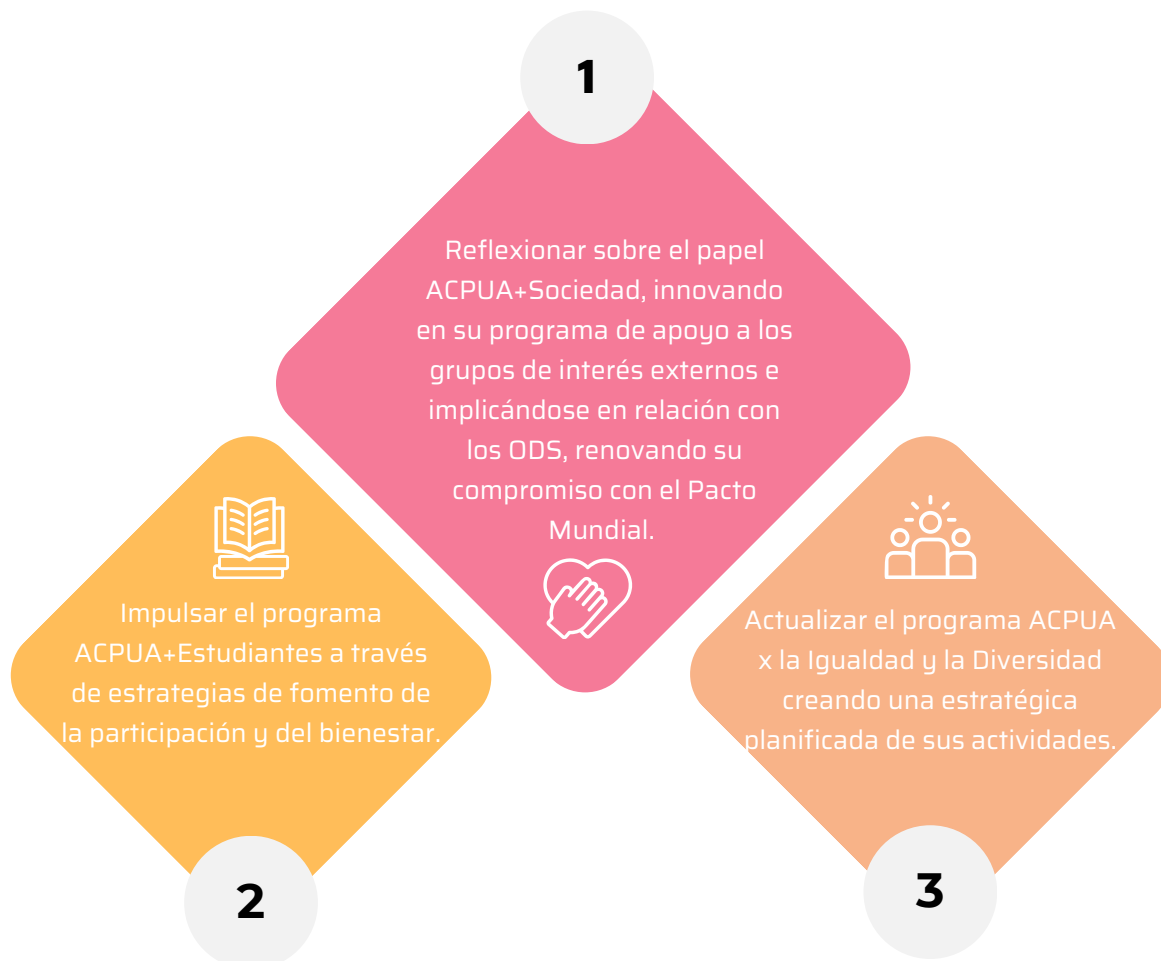 1
Reflexionar sobre el papel
ACPUA+Sociedad, innovando
en su programa de apoyo a los
grupos de interés externos e
implicándose en relación con
los ODS, renovando su
compromiso con el Pacto
Mundial.
Impulsar el programa
ACPUA+Estudiantes a través
de estrategias de fomento de
la participación y del bienestar.
2
Actualizar el programa ACPUA
x la Igualdad y la Diversidad
creando una estratégica
planificada de sus actividades.
3